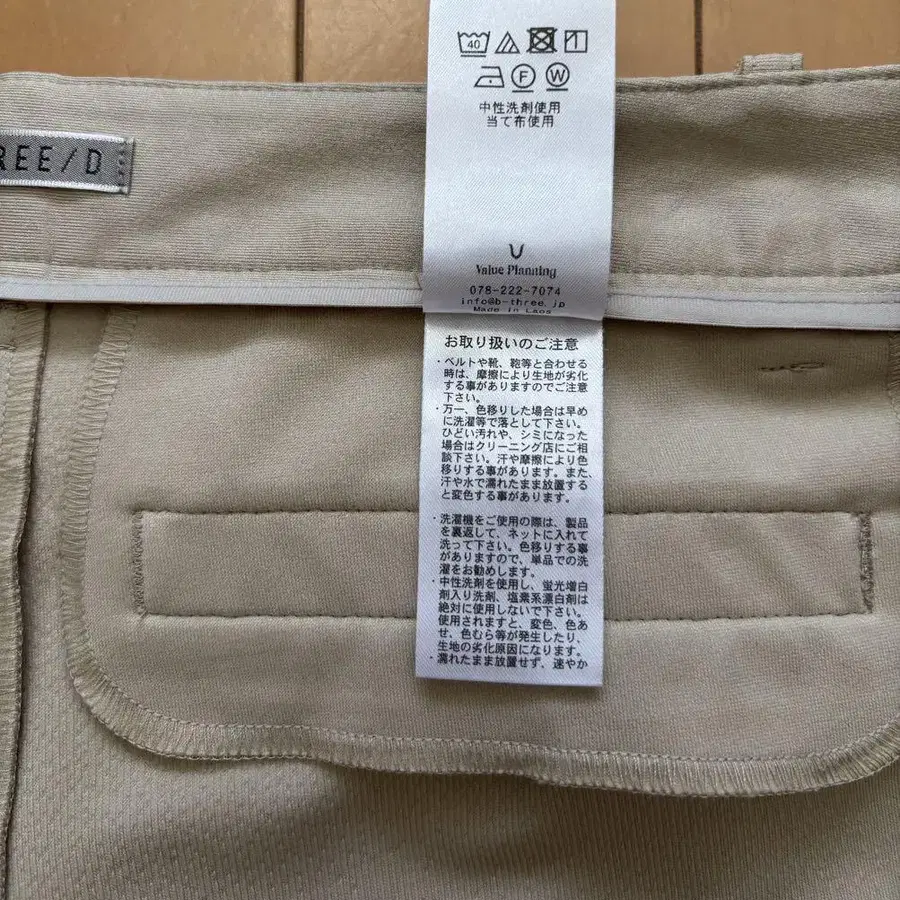 REE/D
40
F
W
中性洗剤使用
当て布使用
Value Planning
078-222-7074
info@b-three.jp
Made in Laos
お取り扱いのご注意
・ベルトや靴、鞄等と合わせる
時は、摩擦により生地が劣化
する事がありますのでご注意
下さい。
・万一、色移りした場合は早め
に洗濯等で落として下さい。
ひどい汚れや、シミになった
場合はクリーニング店にご相
談下さい。汗や摩擦により色
移りする事があります。また、
汗や水で濡れたまま放置する
と変色する事があります。
・洗濯機をご使用の際は、製品
を裏返して、ネットに入れて
洗って下さい。色移りする事
がありますので、単品での洗
濯をお勧めします。
・中性洗剤を使用し、蛍光増白
剤入り洗剤、塩素系漂白剤は
絶対に使用しないで下さい。
使用されますと、変色、色あ
せ、色むら等が発生したり、
生地の劣化原因になります。
・濡れたまま放置せず、速やか